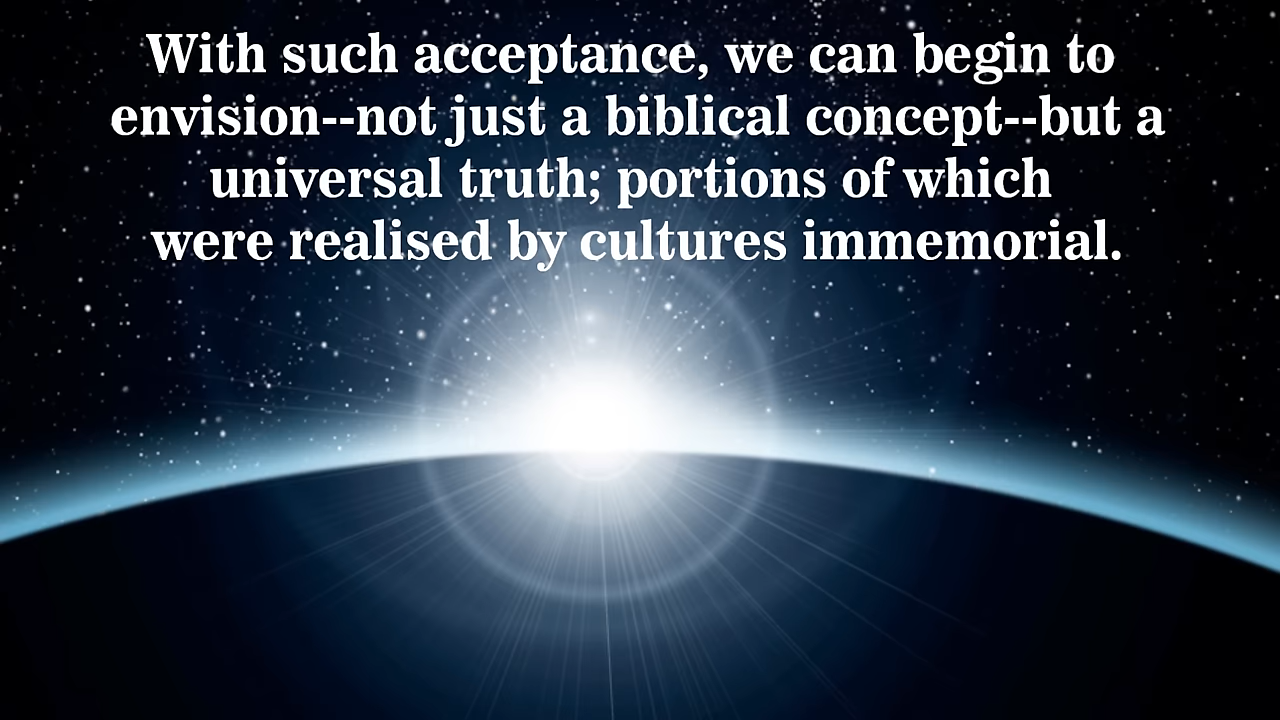 With such acceptance, we can begin to
envision--not just a biblical concept--but a
universal truth; portions of which
were realised by cultures immemorial.